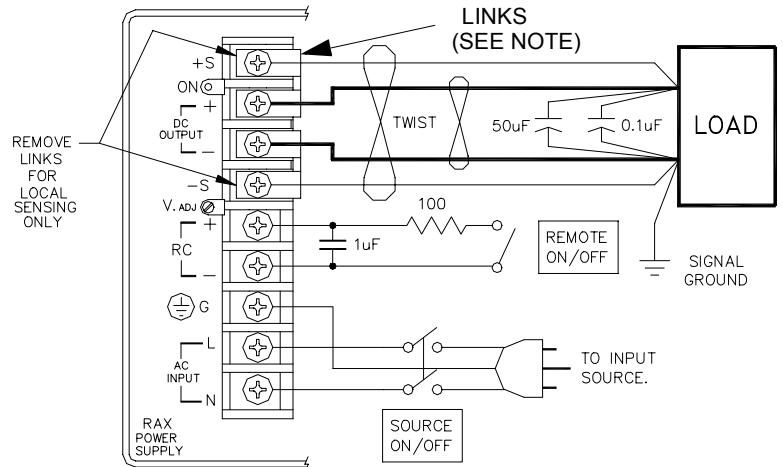 LINKS
(SEE NOTE)
+S
ON
+
DC
OUTPUT
–
REMOVE
LINKS
FOR
LOCAL
SENSING
ONLY
–S
V. ADJ
+
RC
–
G
L
AC
INPUT
N
RAX
POWER
SUPPLY
TWIST
50uF
0.1uF
LOAD
100
1uF
REMOTE
ON/OFF
SIGNAL
GROUND
TO INPUT
SOURCE.
SOURCE
ON/OFF